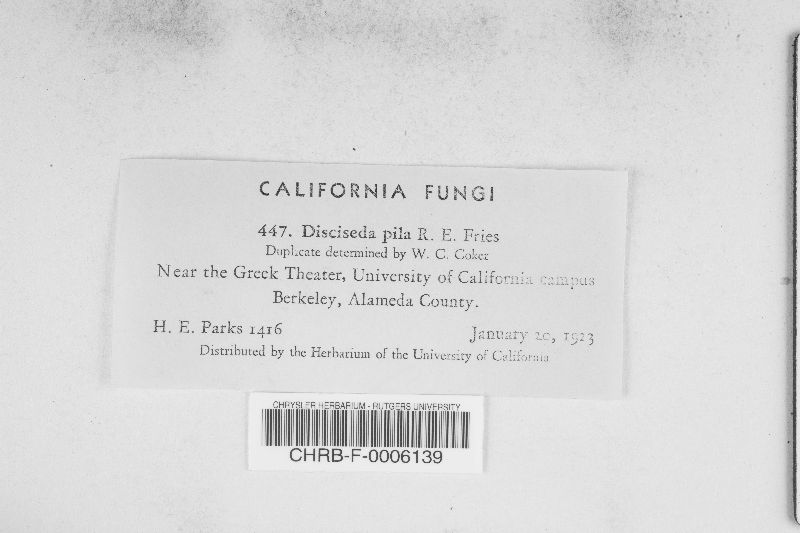 CALIFORNIA FUNGI
447. Disciseda pila R. E. Fries
Duplicate determined by W. C. Coker
Near the Greek Theater, University of California campus
Berkeley, Alameda County.
H. E. Parks 1416
January 20, 1923
Distributed by the Herbarium of the University of California
CHRYSLER HERBARIUM - RUTGERS UNIVERSITY
CHRB-F-0006139